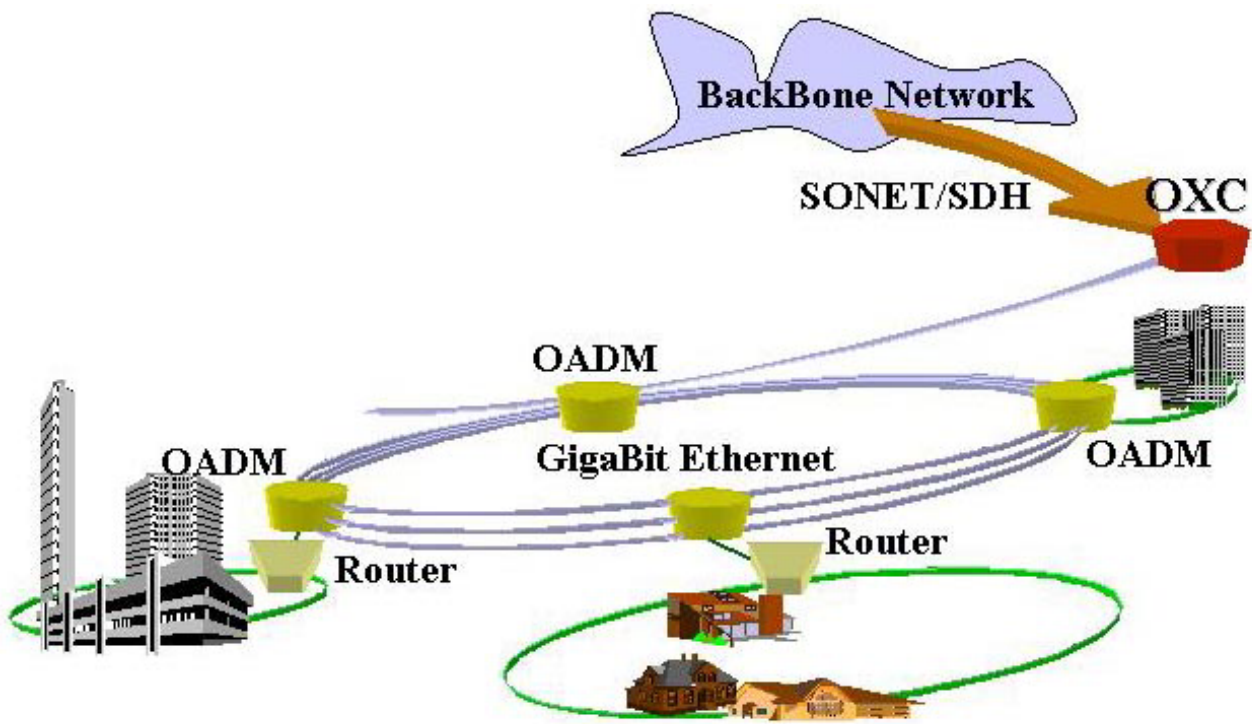 BackBone Network
SONET/SDH
OXC
OADM
OADM
GigaBit Ethernet
OADM
Router
Router